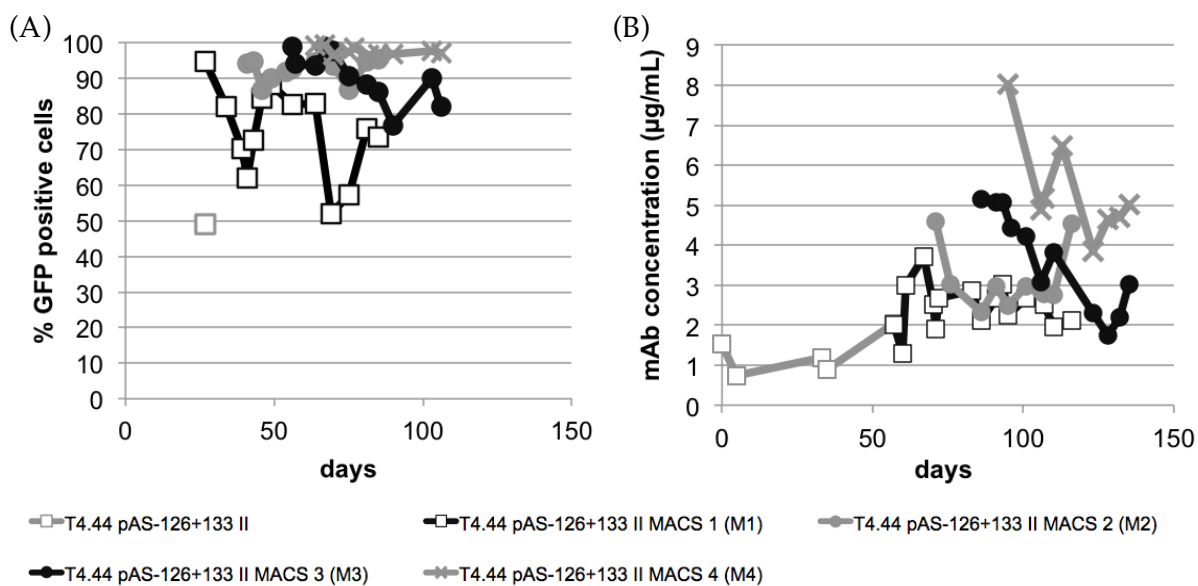 (A)
% GFP positive cells
100
90
80
70
60
50
40
30
20
10
0
0 50 100 150
days
(B)
mAb concentration (µg/mL)
9
8
7
6
5
4
3
2
1
0
0 50 100 150
days
T4.44 pAS-126+133 II
T4.44 pAS-126+133 II MACS 1 (M1)
T4.44 pAS-126+133 II MACS 2 (M2)
T4.44 pAS-126+133 II MACS 3 (M3)
T4.44 pAS-126+133 II MACS 4 (M4)